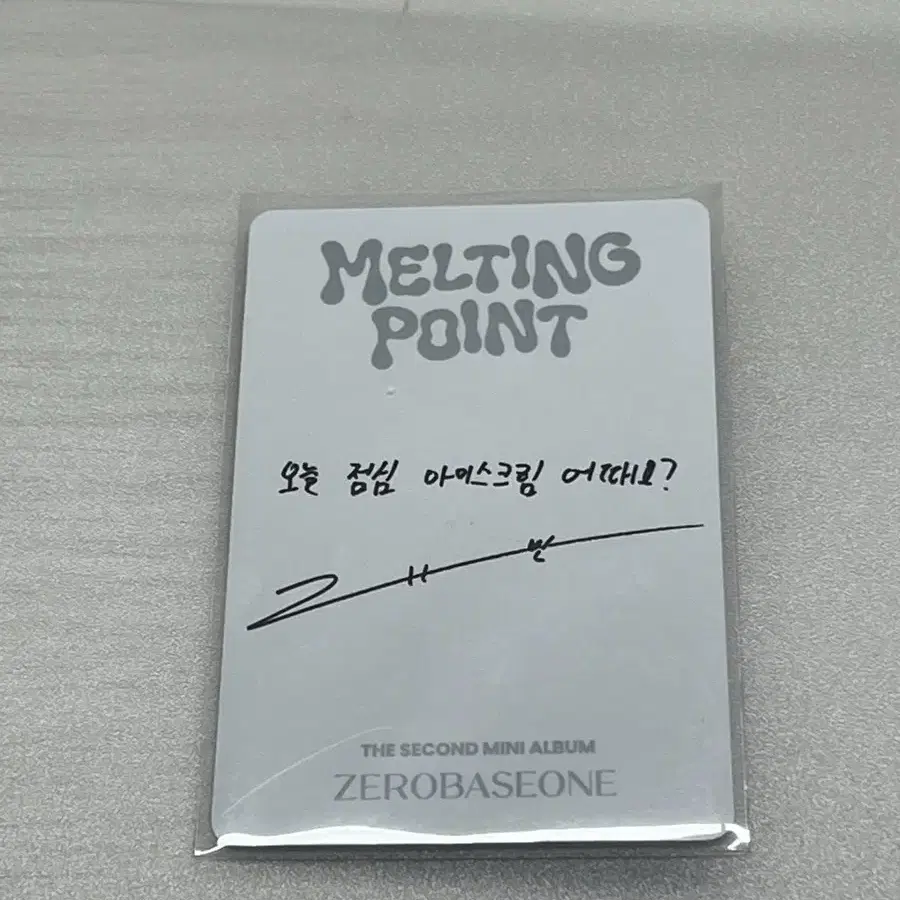 MELTING
POINT
오늘 점심 아이스크림 어때요?
THE SECOND MINI ALBUM
ZEROBASEONE